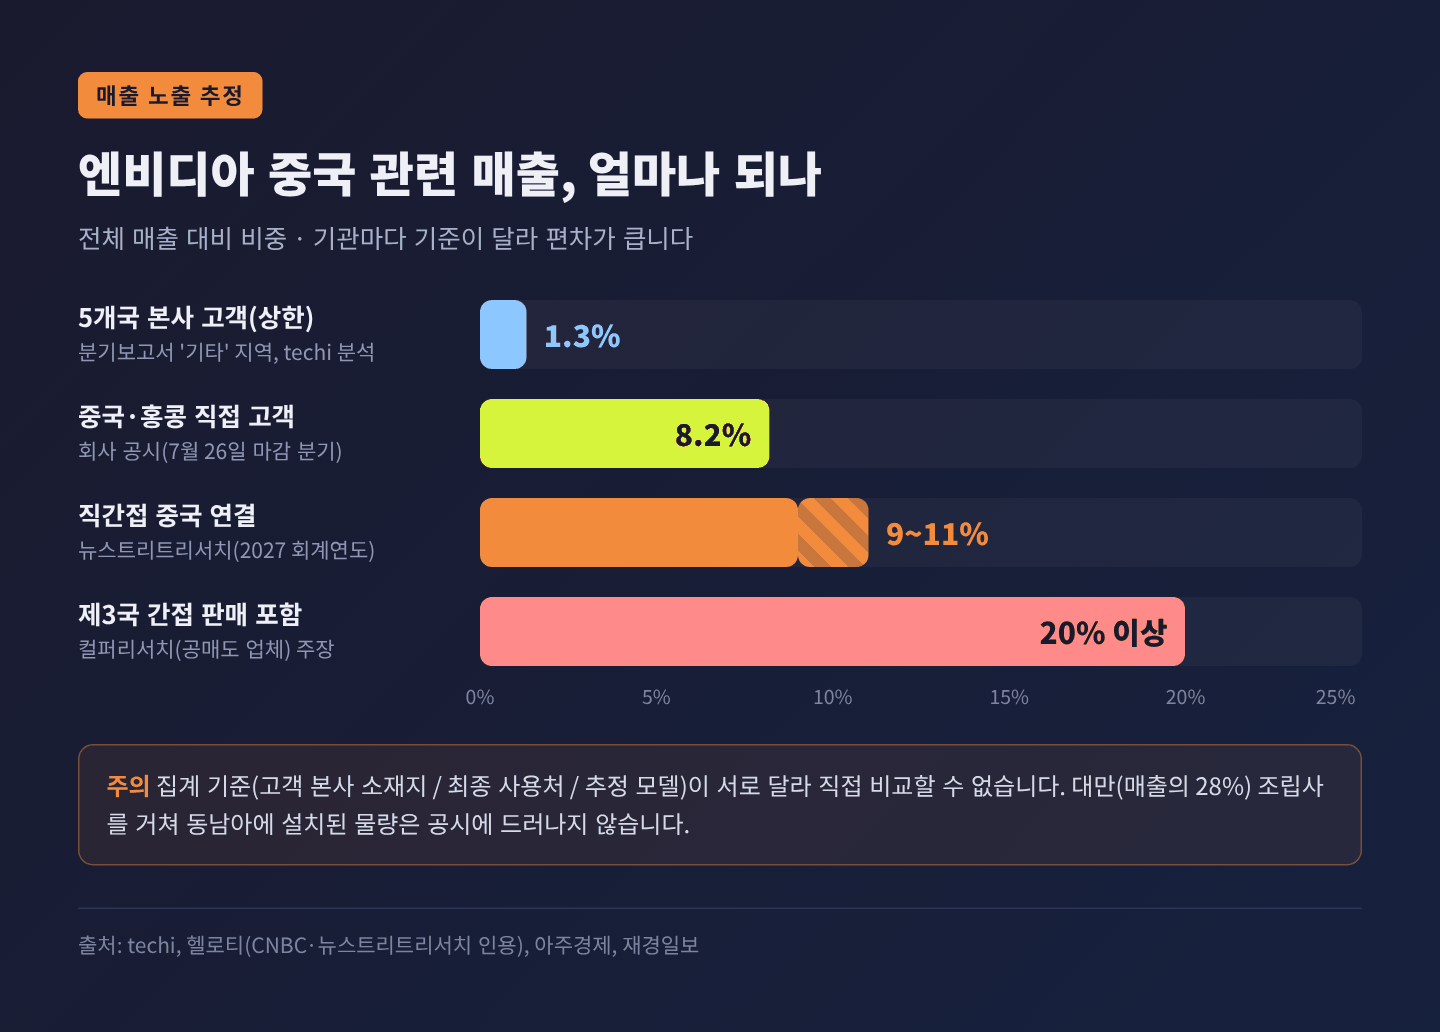 매출 노출 추정
엔비디아 중국 관련 매출, 얼마나 되나
전체 매출 대비 비중 · 기관마다 기준이 달라 편차가 큽니다
5개국 본사 고객(상한)
분기보고서 '기타' 지역, techi 분석
1.3%
중국·홍콩 직접 고객
회사 공시(7월 26일 마감 분기)
8.2%
직간접 중국 연결
뉴스트리트리서치(2027 회계연도)
9~11%
제3국 간접 판매 포함
컬퍼리서치(공매도 업체) 주장
20% 이상
0% 5% 10% 15% 20% 25%
주의 집계 기준(고객 본사 소재지 / 최종 사용처 / 추정 모델)이 서로 달라 직접 비교할 수 없습니다. 대만(매출의 28%) 조립사
를 거쳐 동남아에 설치된 물량은 공시에 드러나지 않습니다.
출처: techi, 헬로티(CNBC·뉴스트리트리서치 인용), 아주경제, 재경일보